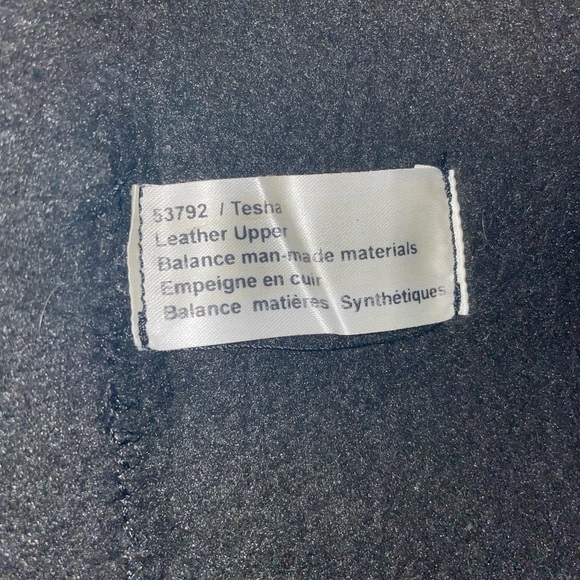 53792 / Tesha
Leather Upper
Balance man-made materials
Empeigne en cuir
Balance matières Synthétiques